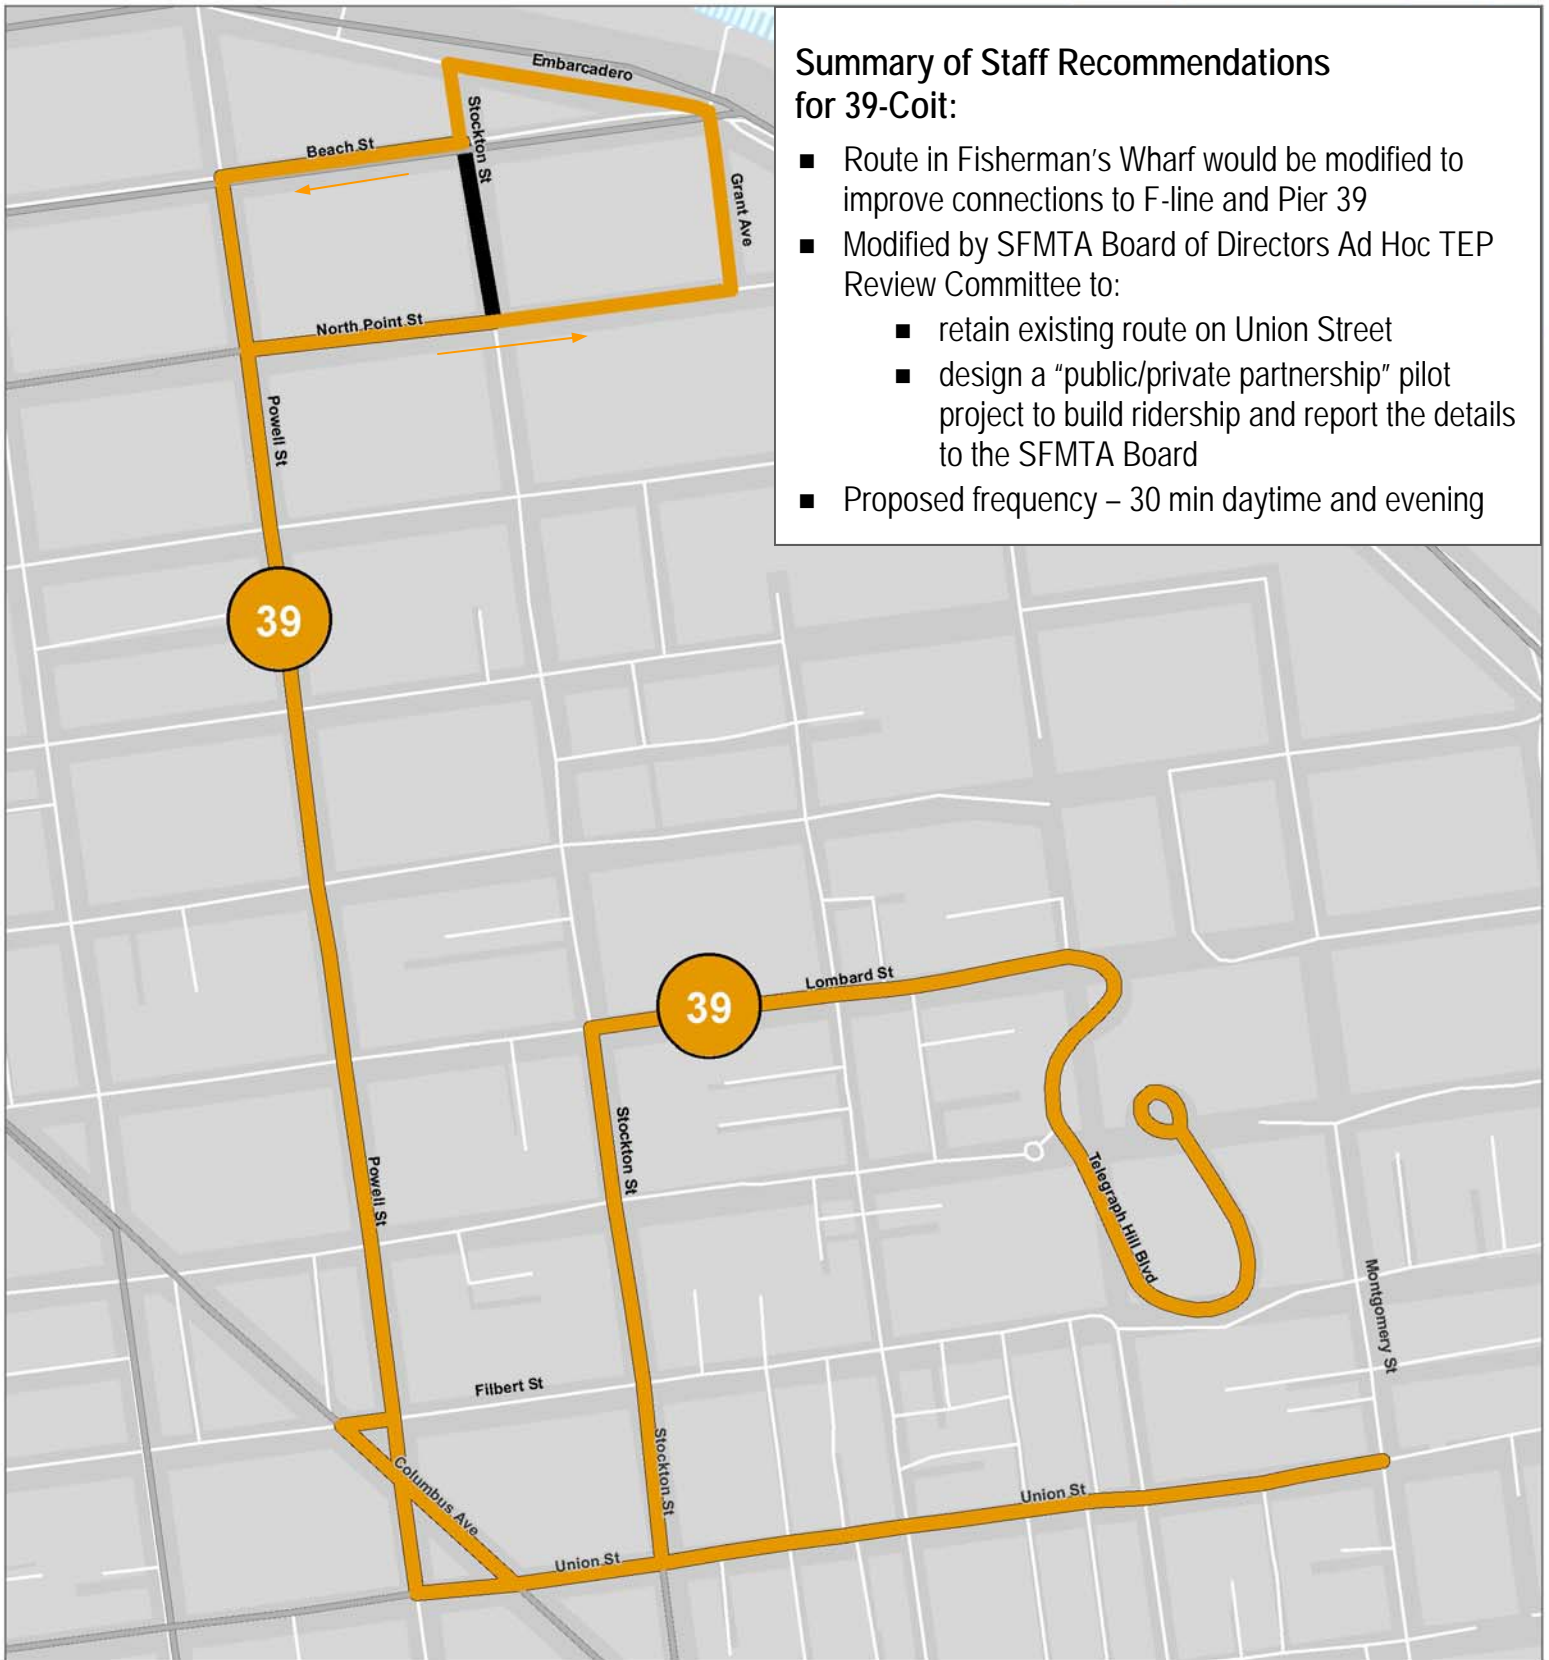 Summary of Staff Recommendations
for 39-Coit:
■ Route in Fisherman's Wharf would be modified to
improve connections to F-line and Pier 39
■ Modified by SFMTA Board of Directors Ad Hoc TEP
Review Committee to:
■ retain existing route on Union Street
■ design a “public/private partnership” pilot
project to build ridership and report the details
to the SFMTA Board
■ Proposed frequency – 30 min daytime and evening
Embarcadero
Stockton St
Beach St
Grant Ave
North Point St
Powell St
39
Lombard St
39
Stockton St
Powell St
Telegraph Hill Blvd
Montgomery St
Filbert St
Stockton St
Columbus Ave
Union St
Union St